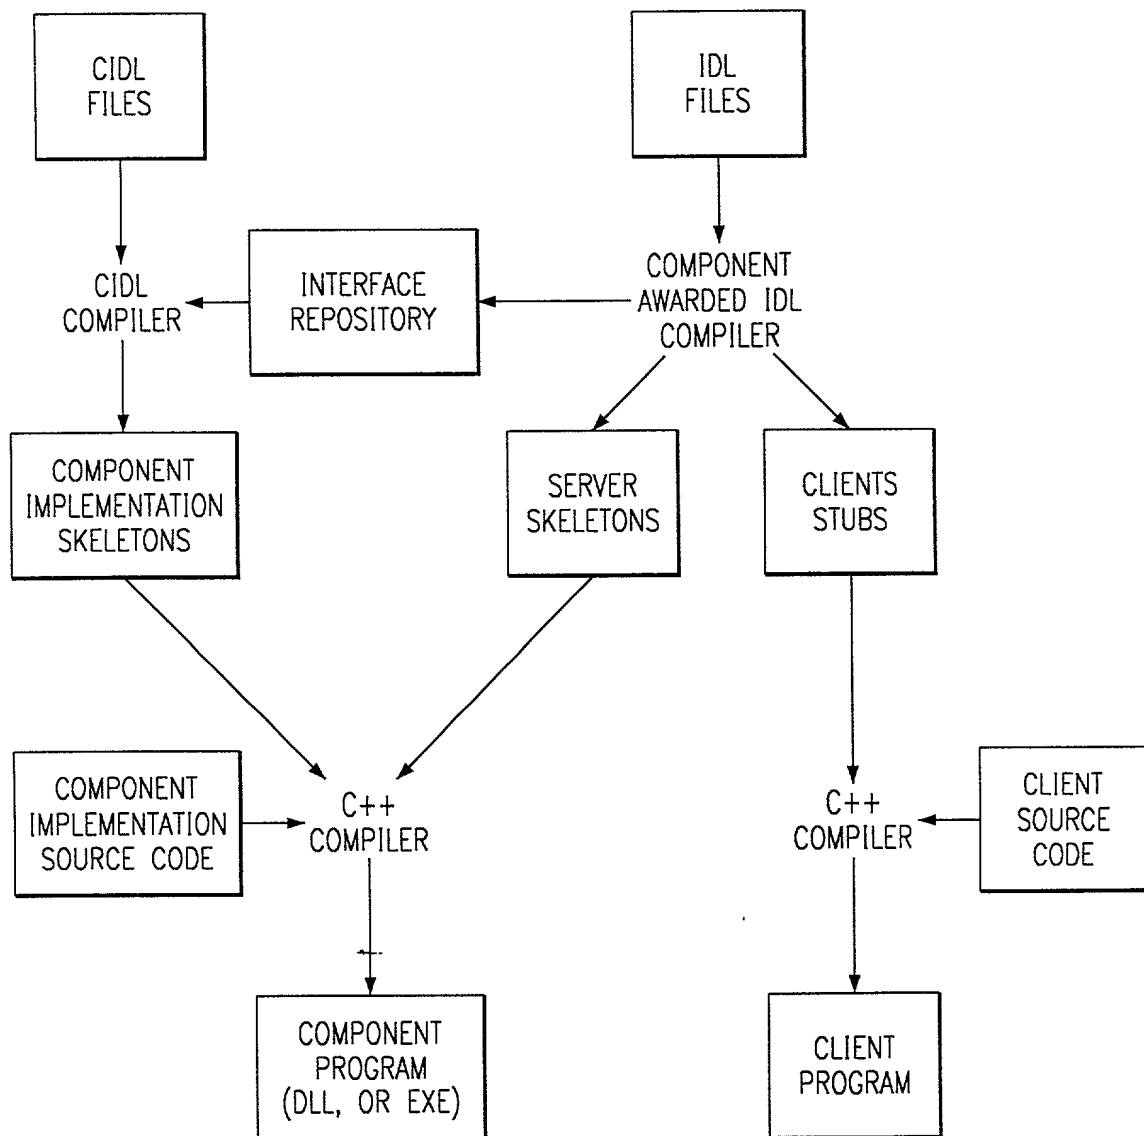 CIDL
FILES
IDL
FILES
CIDL
COMPILER
INTERFACE
REPOSITORY
COMPONENT
AWARDED IDL
COMPILER
COMPONENT
IMPLEMENTATION
SKELETONS
SERVER
SKELETONS
CLIENTS
STUBS
COMPONENT
IMPLEMENTATION
SOURCE CODE
C++
COMPILER
C++
COMPILER
CLIENT
SOURCE
CODE
COMPONENT
PROGRAM
(DLL, OR EXE)
CLIENT
PROGRAM